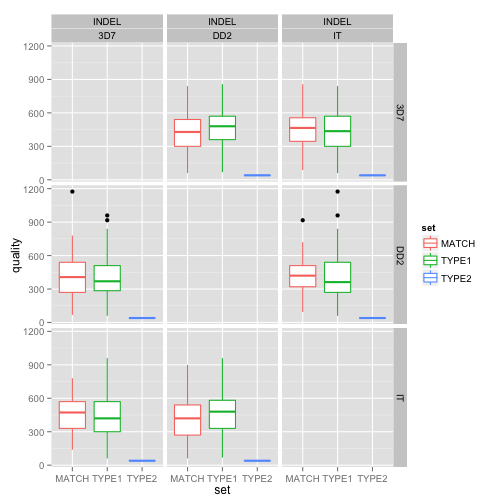 INDEL INDEL INDEL
3D7 DD2 IT
1200
900
600
300
0
3D7
1200
900
600
300
0
DD2
1200
900
600
300
0
IT
quality
MATCH TYPE1 TYPE2 MATCH TYPE1 TYPE2 MATCH TYPE1 TYPE2
set
set
MATCH
TYPE1
TYPE2